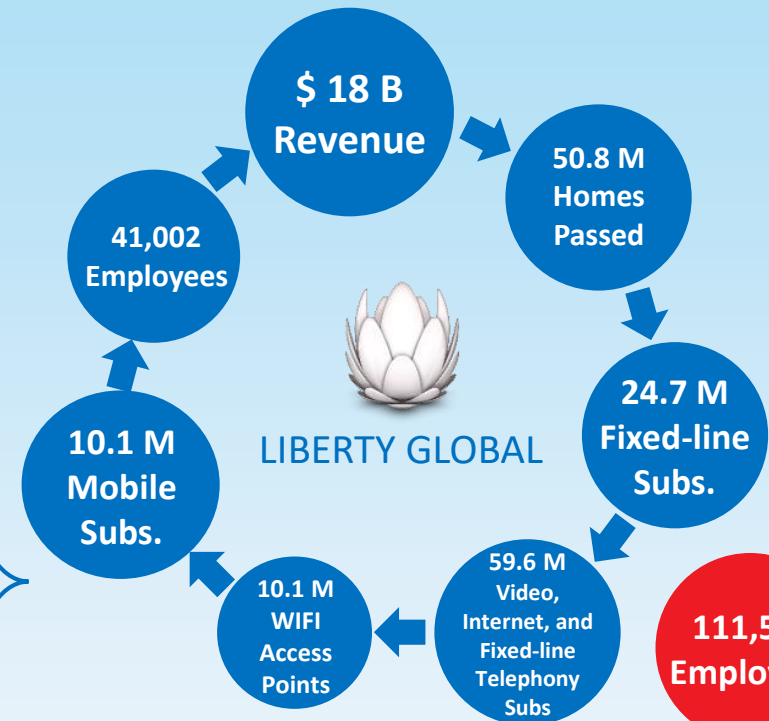 $ 18 B
Revenue
50.8 M
Homes
Passed
24.7 M
Fixed-line
Subs.
59.6 M
Video,
Internet, and
Fixed-line
Telephony
Subs
10.1 M
WIFI
Access
Points
10.1 M
Mobile
Subs.
41,002
Employees
LIBERTY GLOBAL